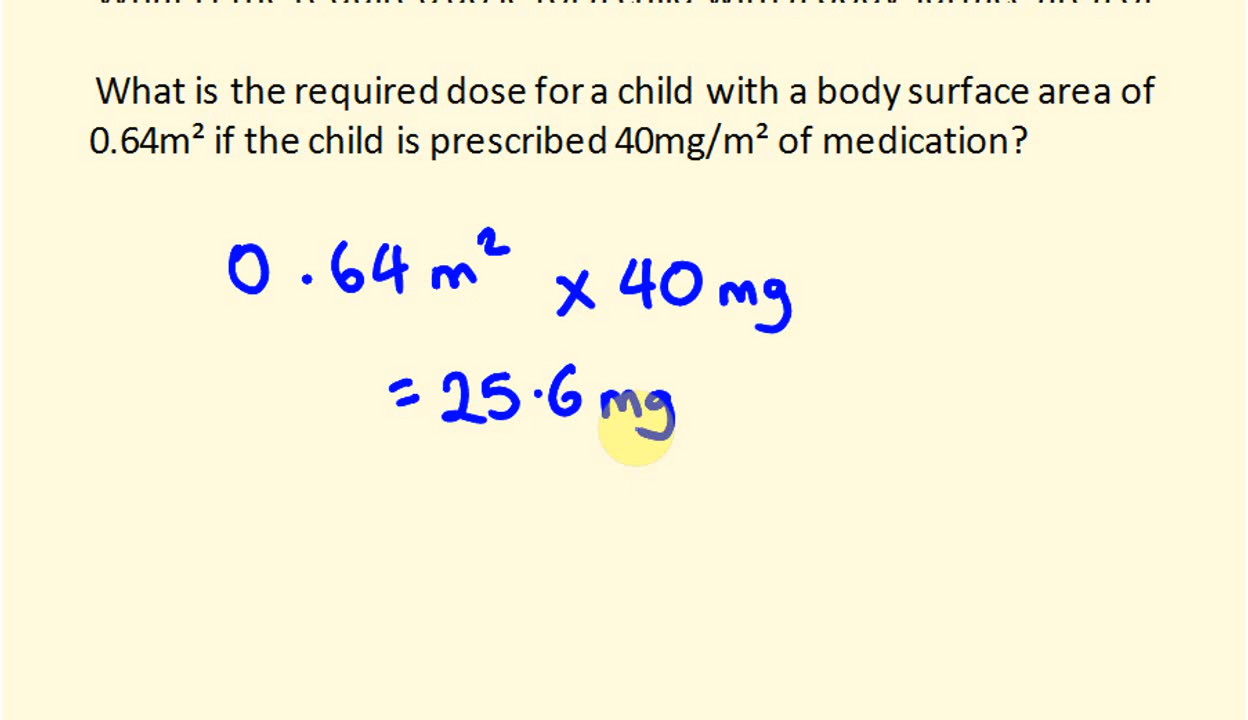 What is the required dose for a child with a body surface area of
0.64m² if the child is prescribed 40mg/m² of medication?
0.64 m² x 40 mg
= 25.6 mg